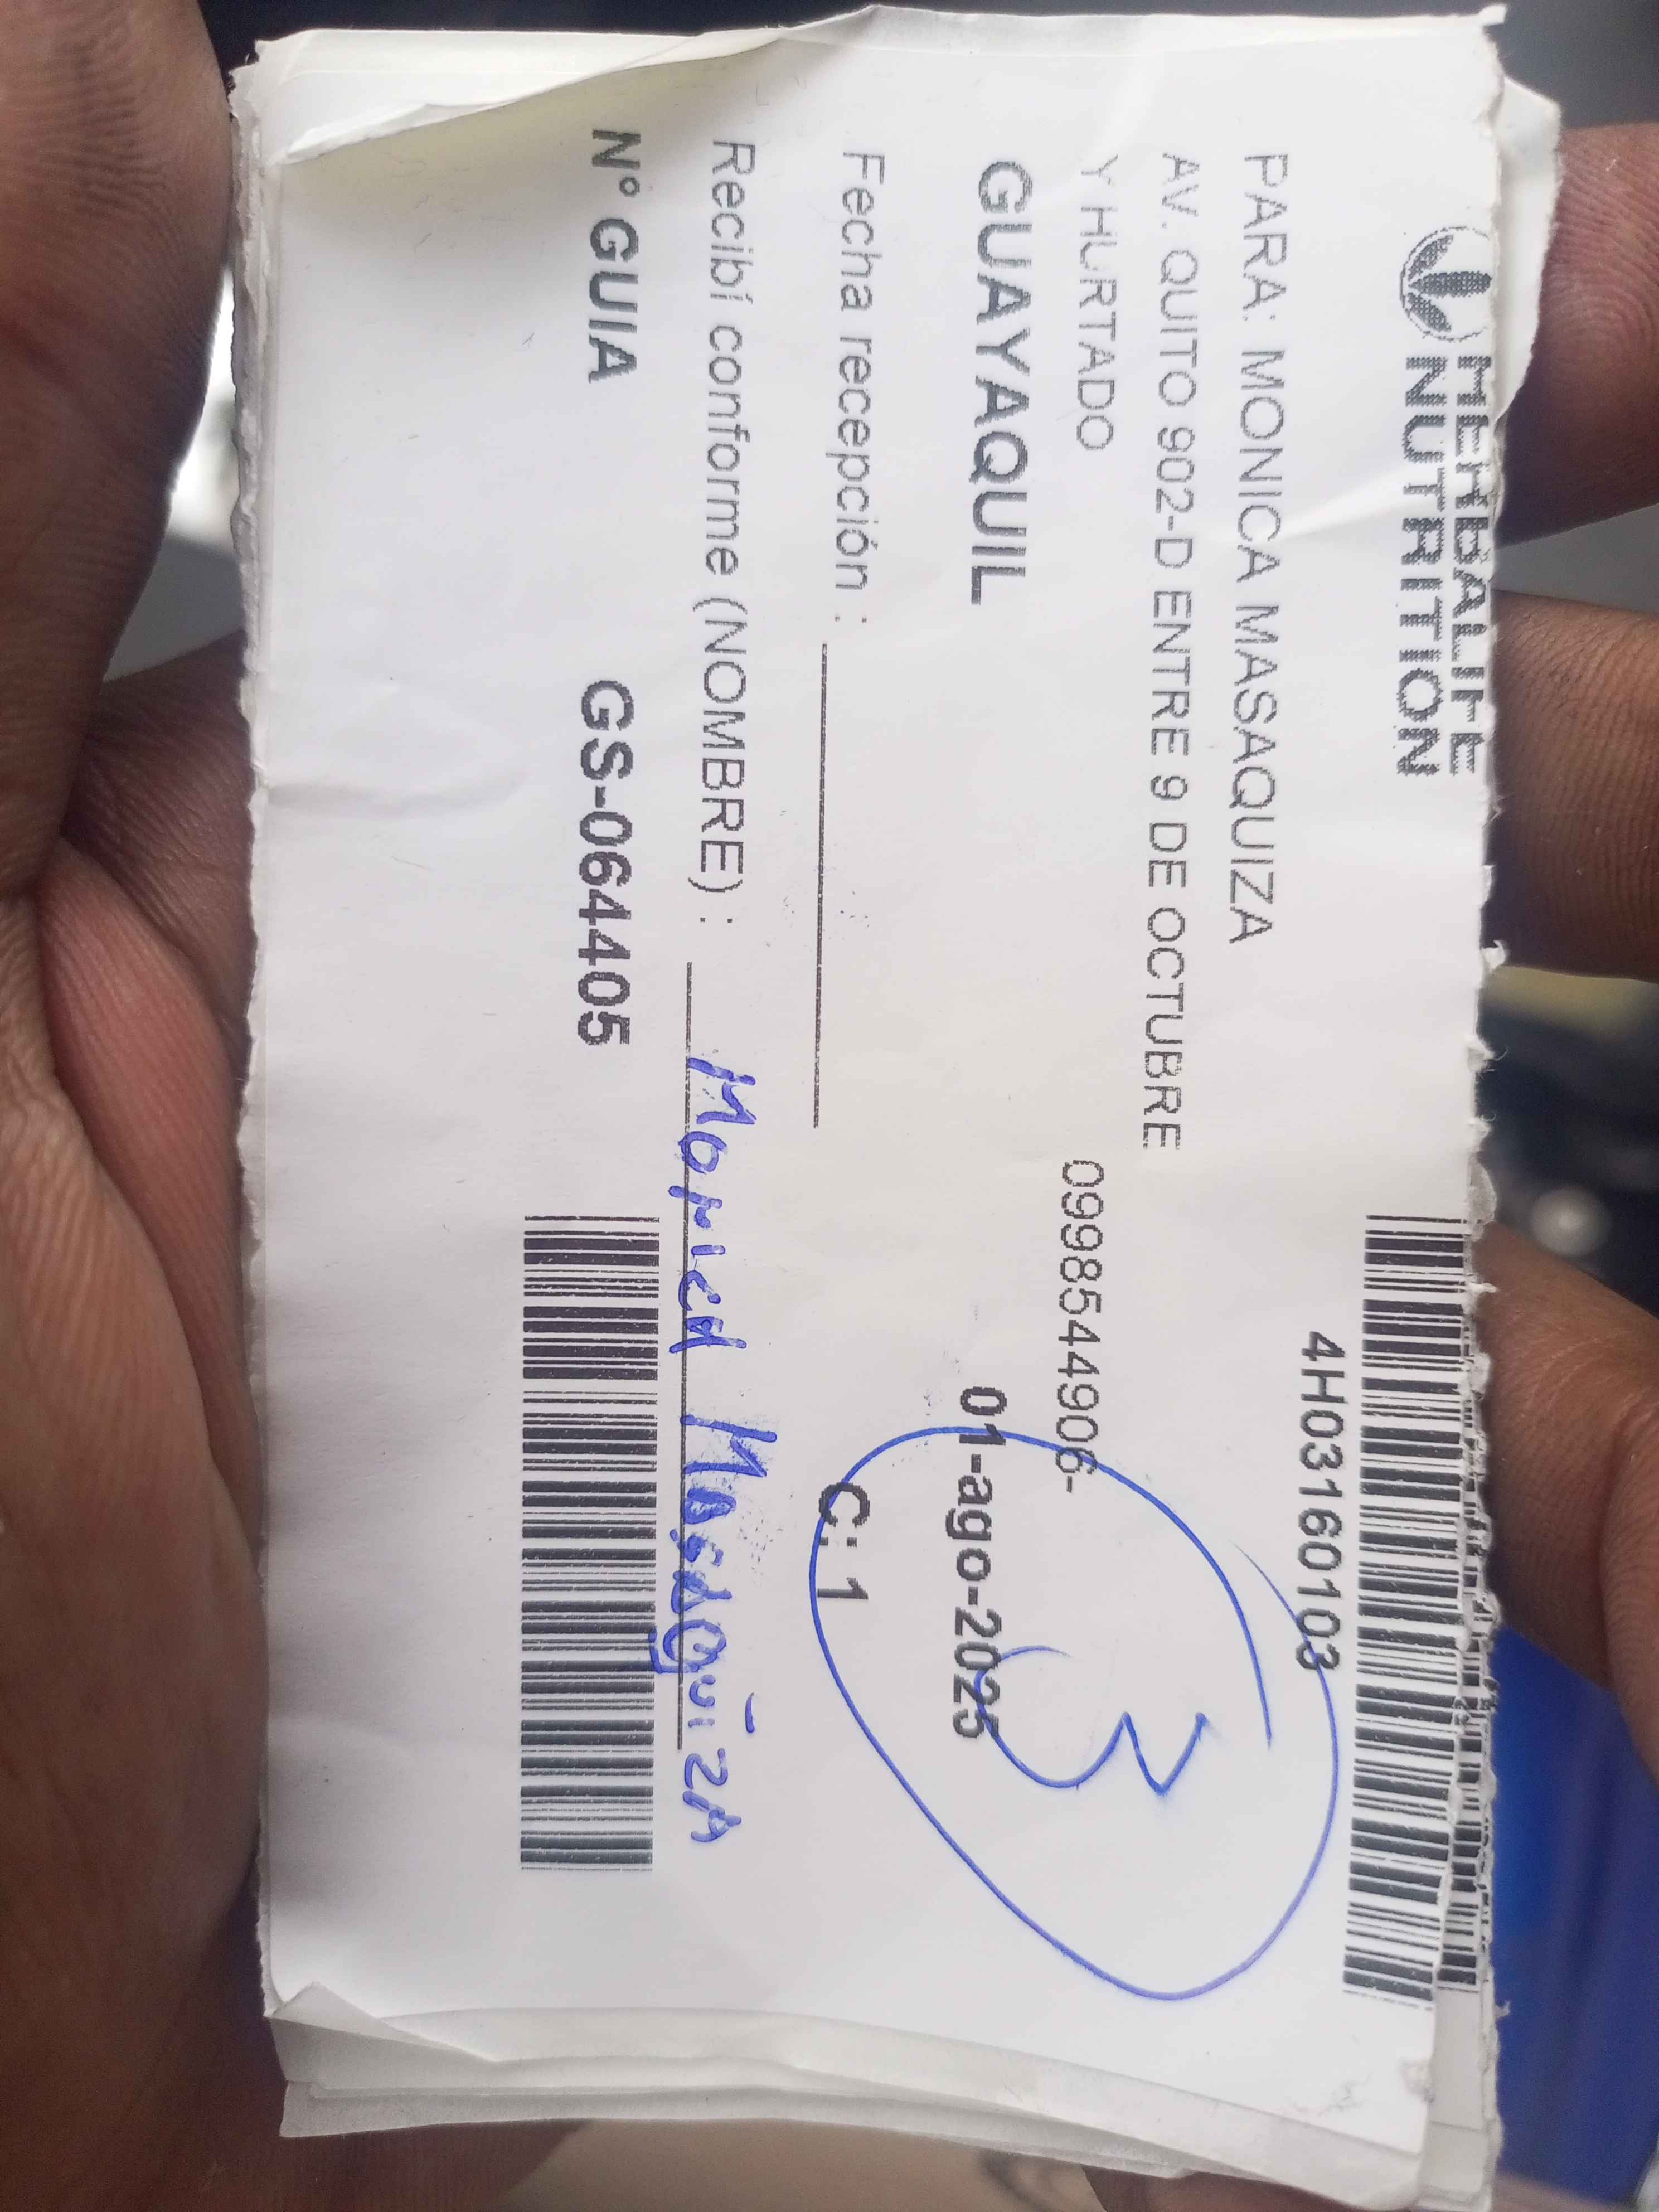 HERBALIFE
NUTRITION
4H03160103
PARA: MONICA MASAQUIZA
AV. QUITO 902-D ENTRE 9 DE OCTUBRE
Y HURTADO
0998544906-
GUAYAQUIL
01-ago-2025
3
Fecha recepción :
C: 1
Recibí conforme (NOMBRE) : Monica Masaquiza
N° GUIA GS-064405